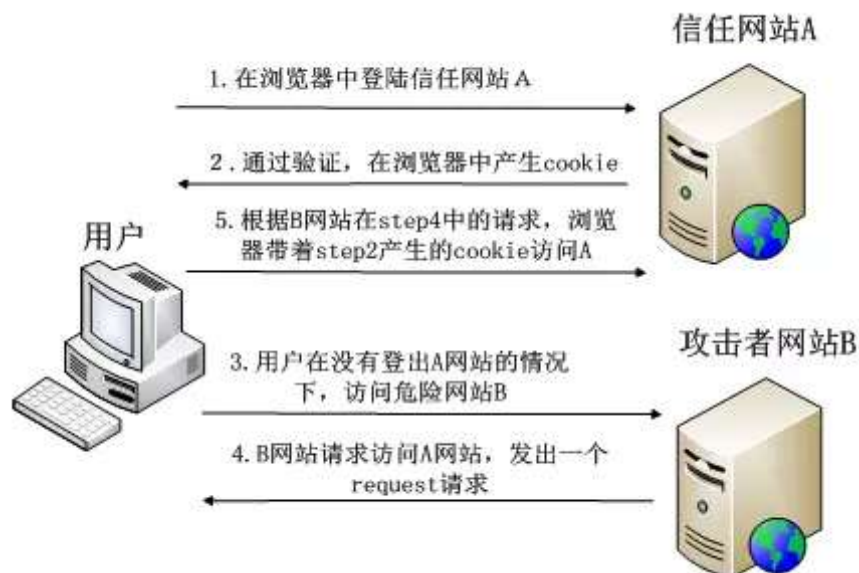 信任网站A
1.在浏览器中登陆信任网站A
2.通过验证，在浏览器中产生cookie
用户
5.根据B网站在step4中的请求，浏览
器带着step2产生的cookie访问A
攻击者网站B
3.用户在没有登出A网站的情况
下，访问危险网站B
4.B网站请求访问A网站，发出一个
request请求